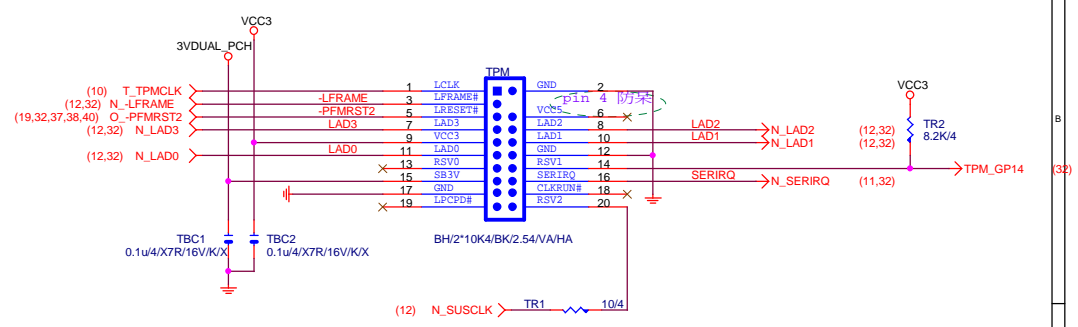 VCC3
3VDUAL_PCH
TPM
VCC3
(10) T_TPMCLK 1 LCLK GND 2
(12,32) N_-LFRAME -LFRAME 3 LFRAME# pin 4 防呆
(19,32,37,38,40) O_-PFMRST2 -PFMRST2 5 LRESET# VCC5 6
(12,32) N_LAD3 LAD3 7 LAD3 LAD2 8 LAD2 N_LAD2 (12,32)
9 VCC3 LAD1 10 LAD1 N_LAD1 (12,32)
TR2
8.2K/4
(12,32) N_LAD0 LAD0 11 LAD0 GND 12
13 RSV0 RSV1 14 TPM_GP14 (32)
15 SB3V SERIRQ 16 SERIRQ N_SERIRQ (11,32)
17 GND CLKRUN# 18
19 LPCPD# RSV2 20
BH/2*10K4/BK/2.54/VA/HA
TBC1
0.1u/4/X7R/16V/K/X
TBC2
0.1u/4/X7R/16V/K/X
(12) N_SUSCLK TR1 10/4
B